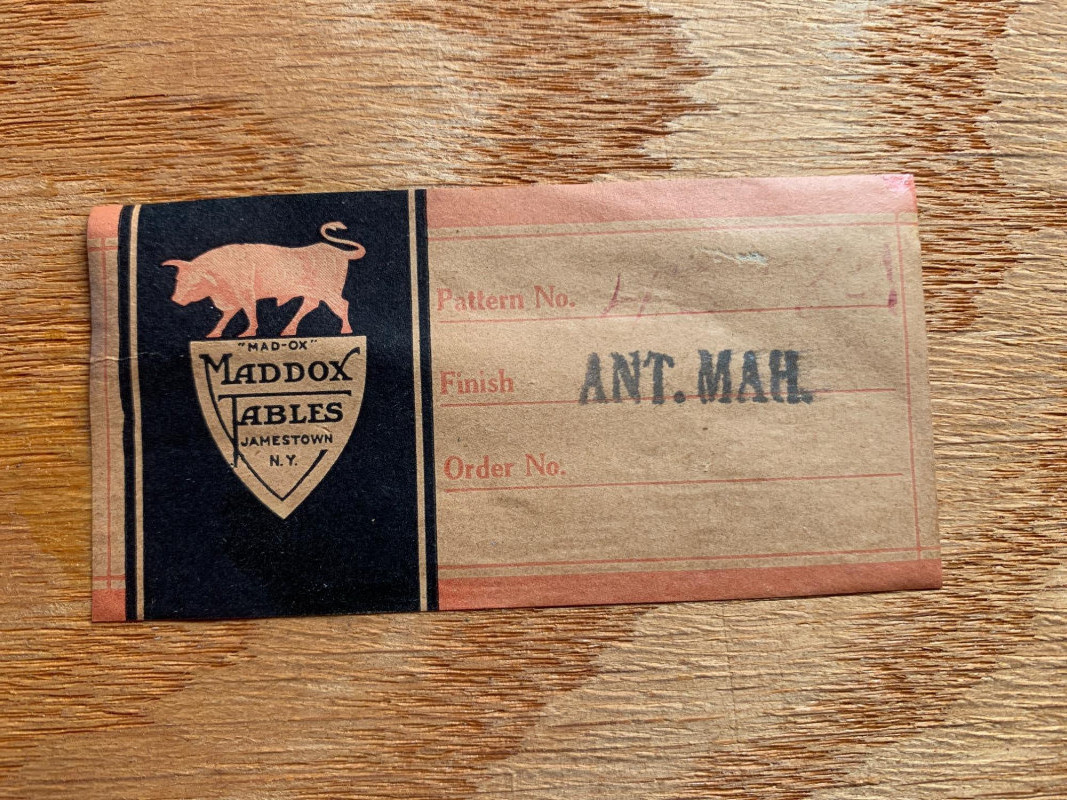 "MAD-OX"
MADDOX
TABLES
JAMESTOWN
N.Y.
Pattern No.
Finish ANT. MAH.
Order No.